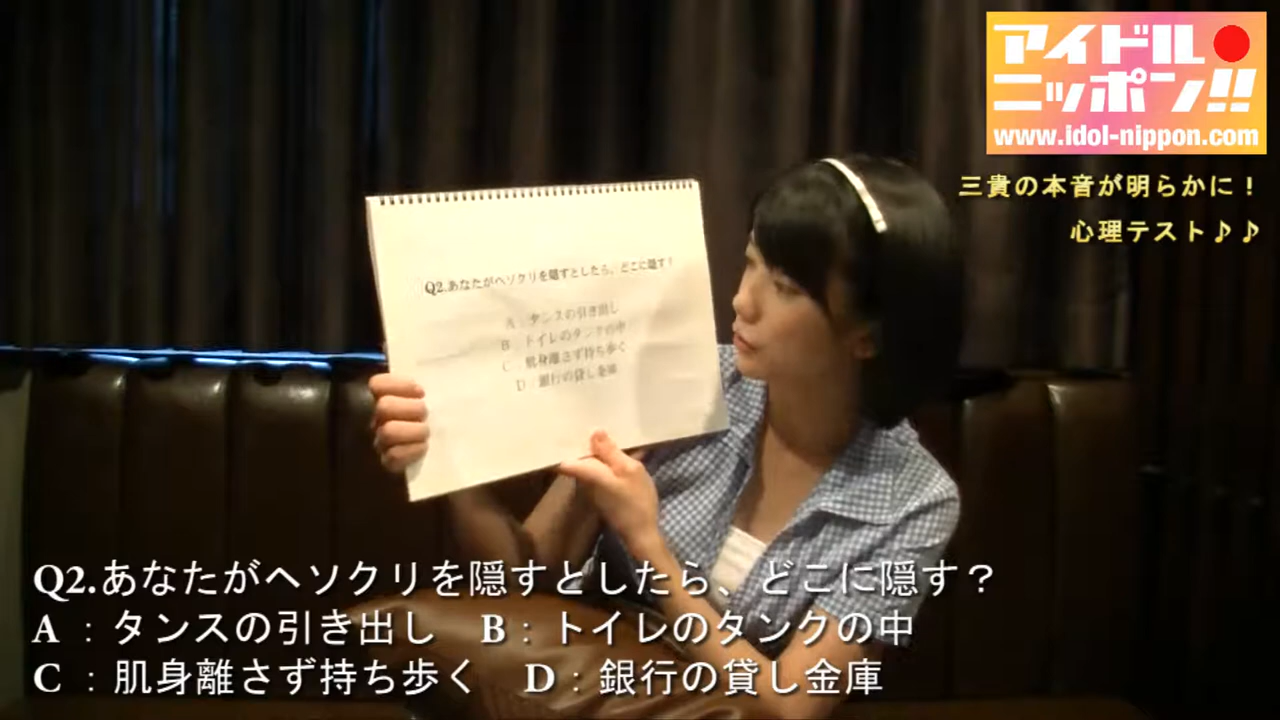 アイドル
ニッポン!!
www.idol-nippon.com
三貴の本音が明らかに！
心理テスト♪♪
Q2.あなたがヘソクリを隠すとしたら、どこに隠す！
A：タンスの引き出し
B：トイレのタンクの中
C：肌身離さず持ち歩く
D：銀行の貸し金庫
Q2.あなたがヘソクリを隠すとしたら、どこに隠す？
A：タンスの引き出し B：トイレのタンクの中
C：肌身離さず持ち歩く D：銀行の貸し金庫